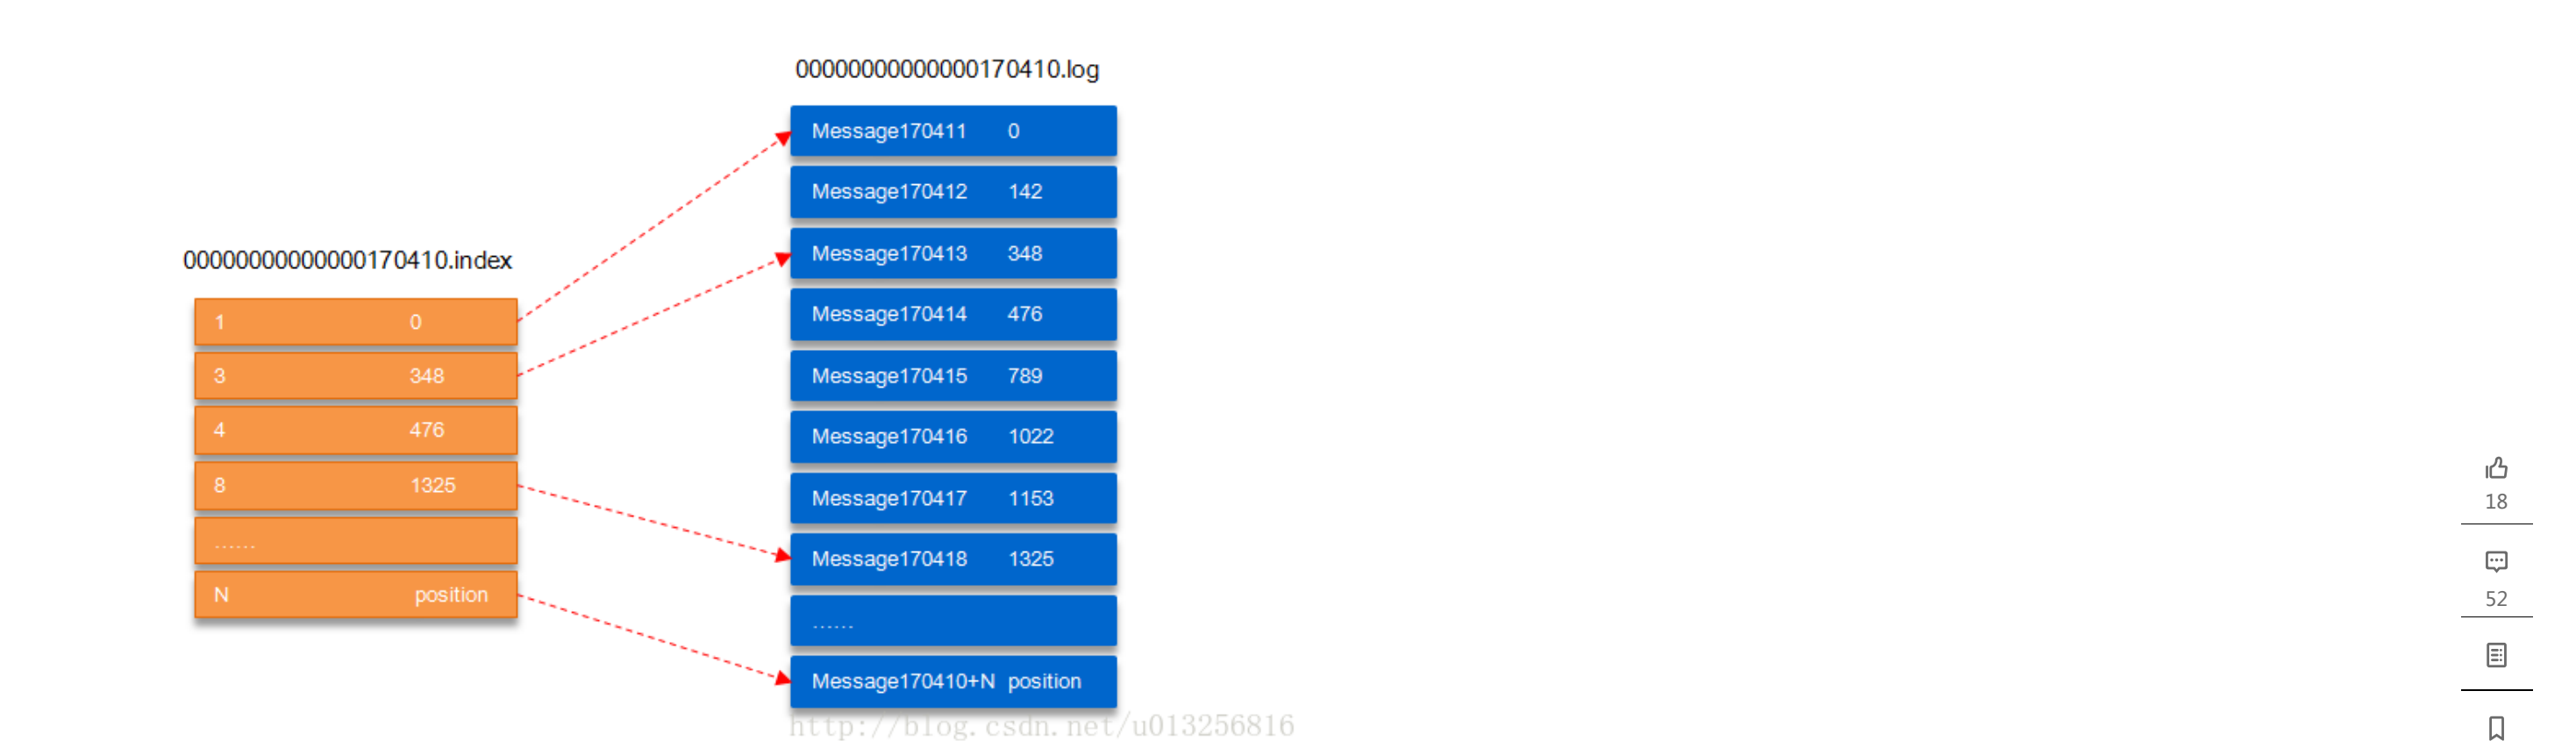 00000000000000170410.index
1 0
3 348
4 476
8 1325
......
N position
00000000000000170410.log
Message170411 0
Message170412 142
Message170413 348
Message170414 476
Message170415 789
Message170416 1022
Message170417 1153
Message170418 1325
......
Message170410+N position
http://blog.csdn.net/u013256816
18
52